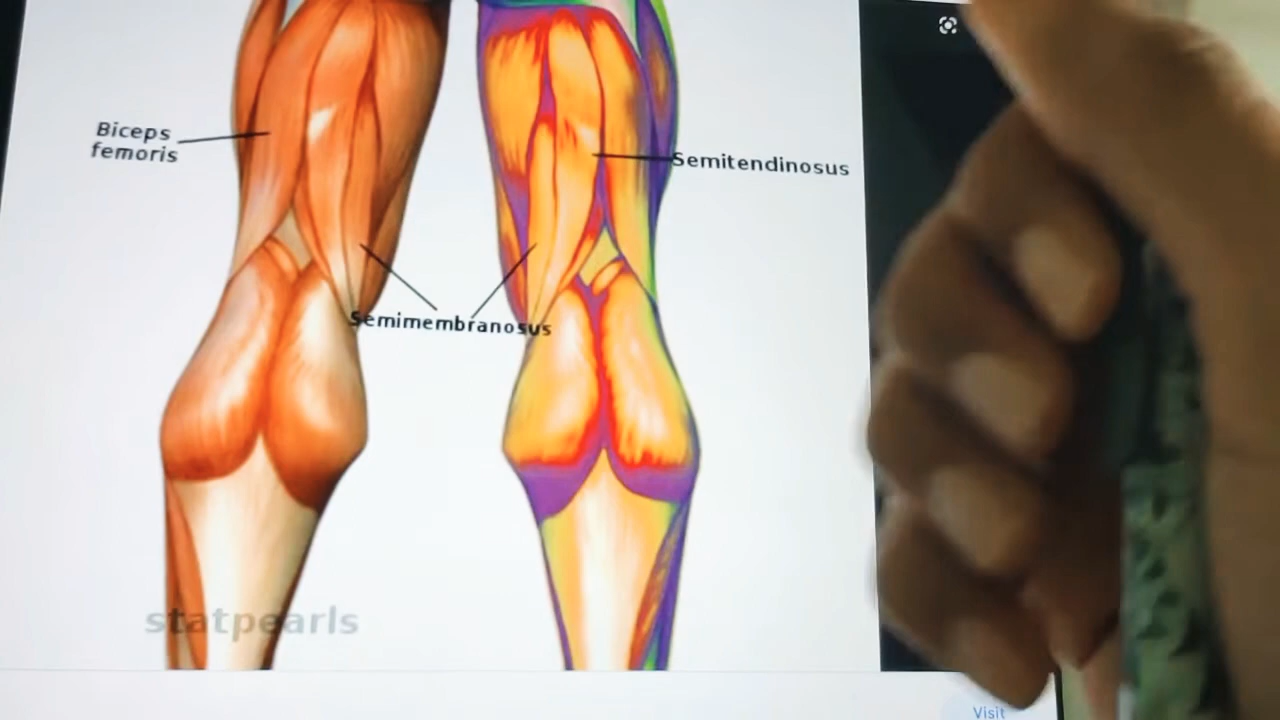 Biceps
femoris
Semitendinosus
Semimembranosus
statpearls
Visit